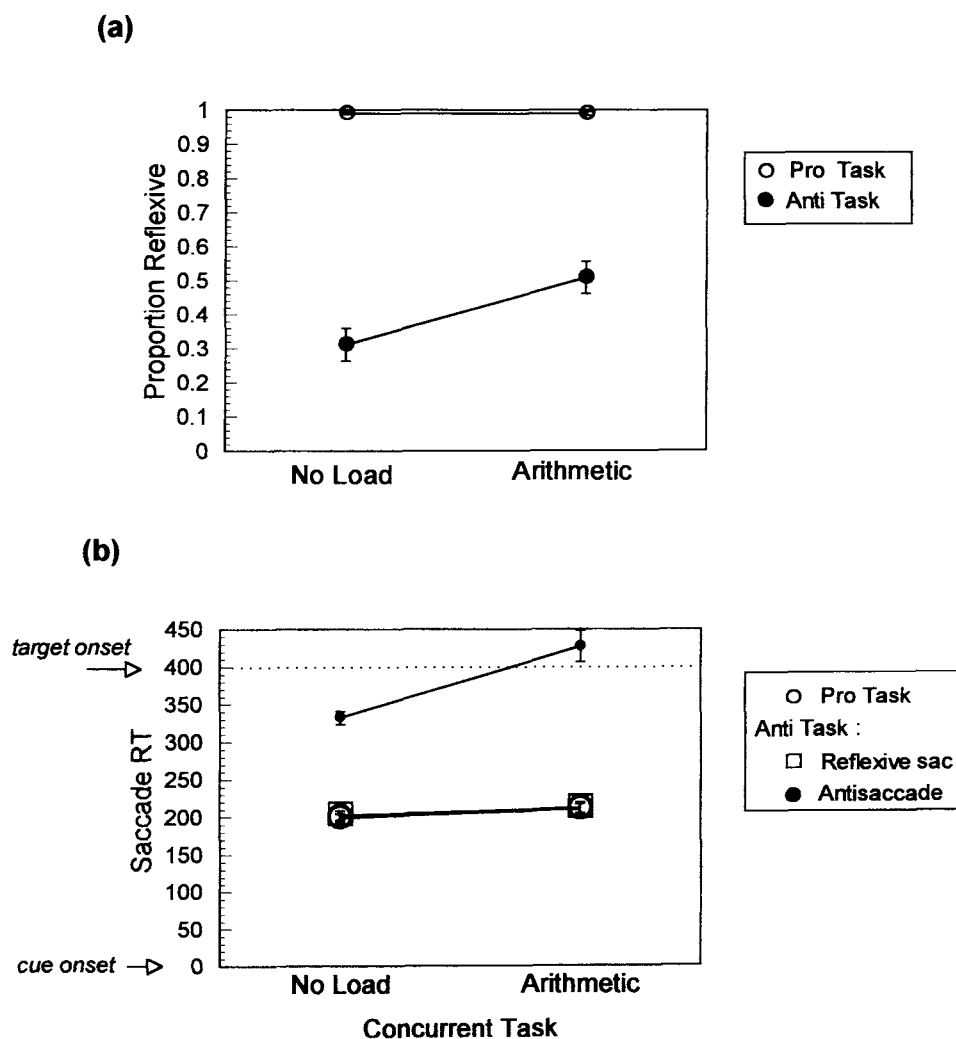 (a)
Proportion Reflexive
1
0.9
0.8
0.7
0.6
0.5
0.4
0.3
0.2
0.1
0
No Load Arithmetic
Pro Task
Anti Task
(b)
target onset
cue onset
Saccade RT
450
400
350
300
250
200
150
100
50
0
No Load Arithmetic
Concurrent Task
Pro Task
Anti Task :
Reflexive sac
Antisaccade